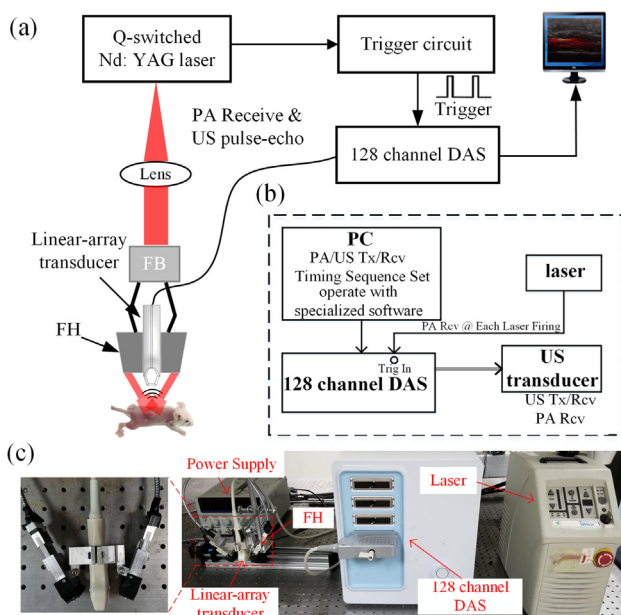 (a)
Q-switched
Nd: YAG laser
Trigger circuit
Trigger
PA Receive &
US pulse-echo
128 channel DAS
Lens
Linear-array
transducer
FB
FH
(b)
PC
PA/US Tx/Rcv
Timing Sequence Set
operate with
specialized software
laser
PA Rcv @ Each Laser Firing
Trig In
128 channel DAS
US
transducer
US Tx/Rcv
PA Rcv
(c)
Power Supply
FH
Linear-array
transducer
Laser
128 channel
DAS